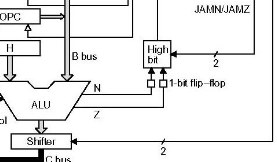 OPC
JAMN/JAMZ
H
B bus
High
bit
2
1-bit flip-flop
N
ALU
Z
ol
Shifter
2
C bus